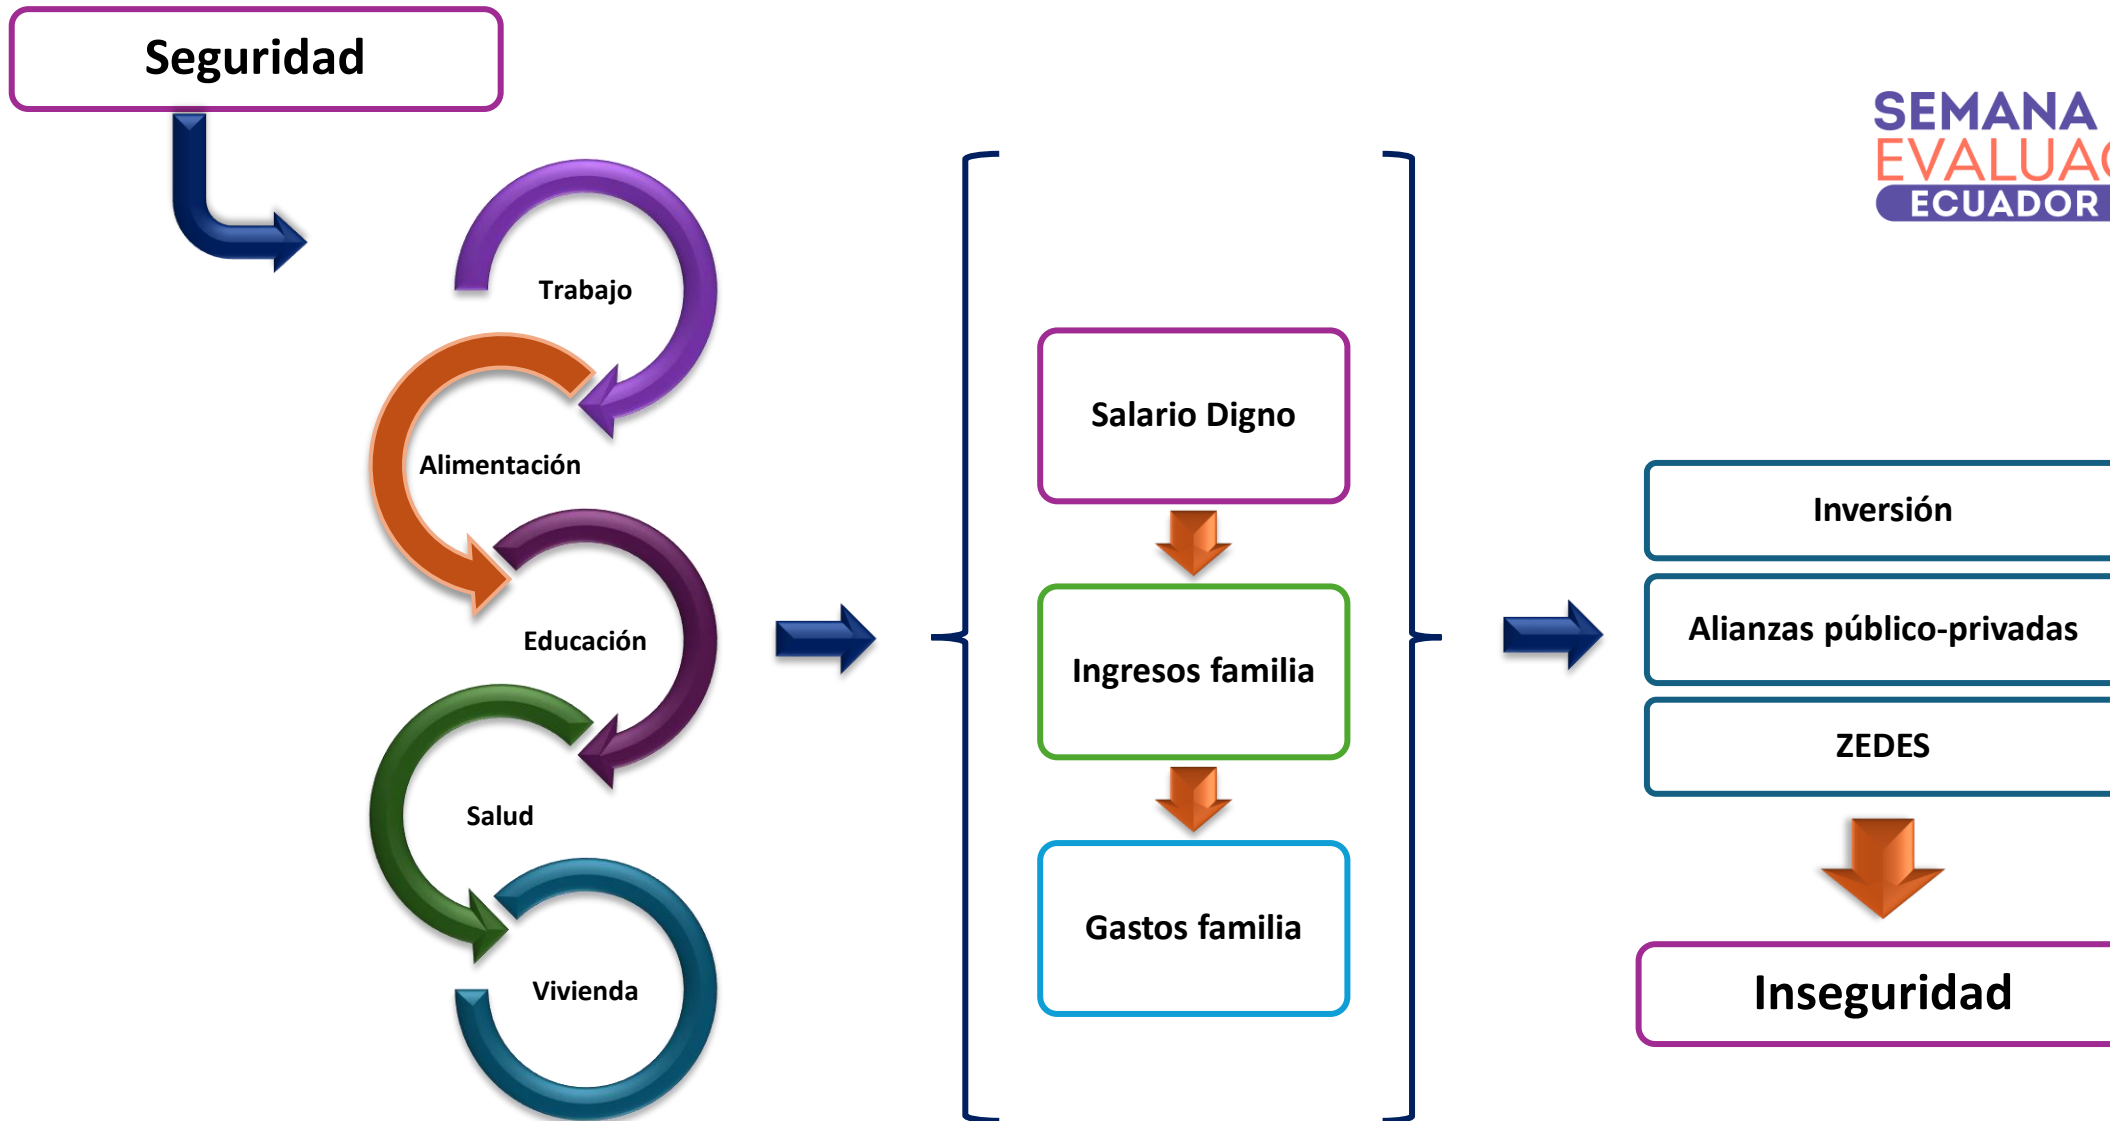 Seguridad
SEMANA
ECUADOR
Trabajo
Alimentación
Educación
Salud
Vivienda
Salario Digno
Ingresos familia
Gastos familia
Inversión
Alianzas público-privadas
ZEDES
Inseguridad